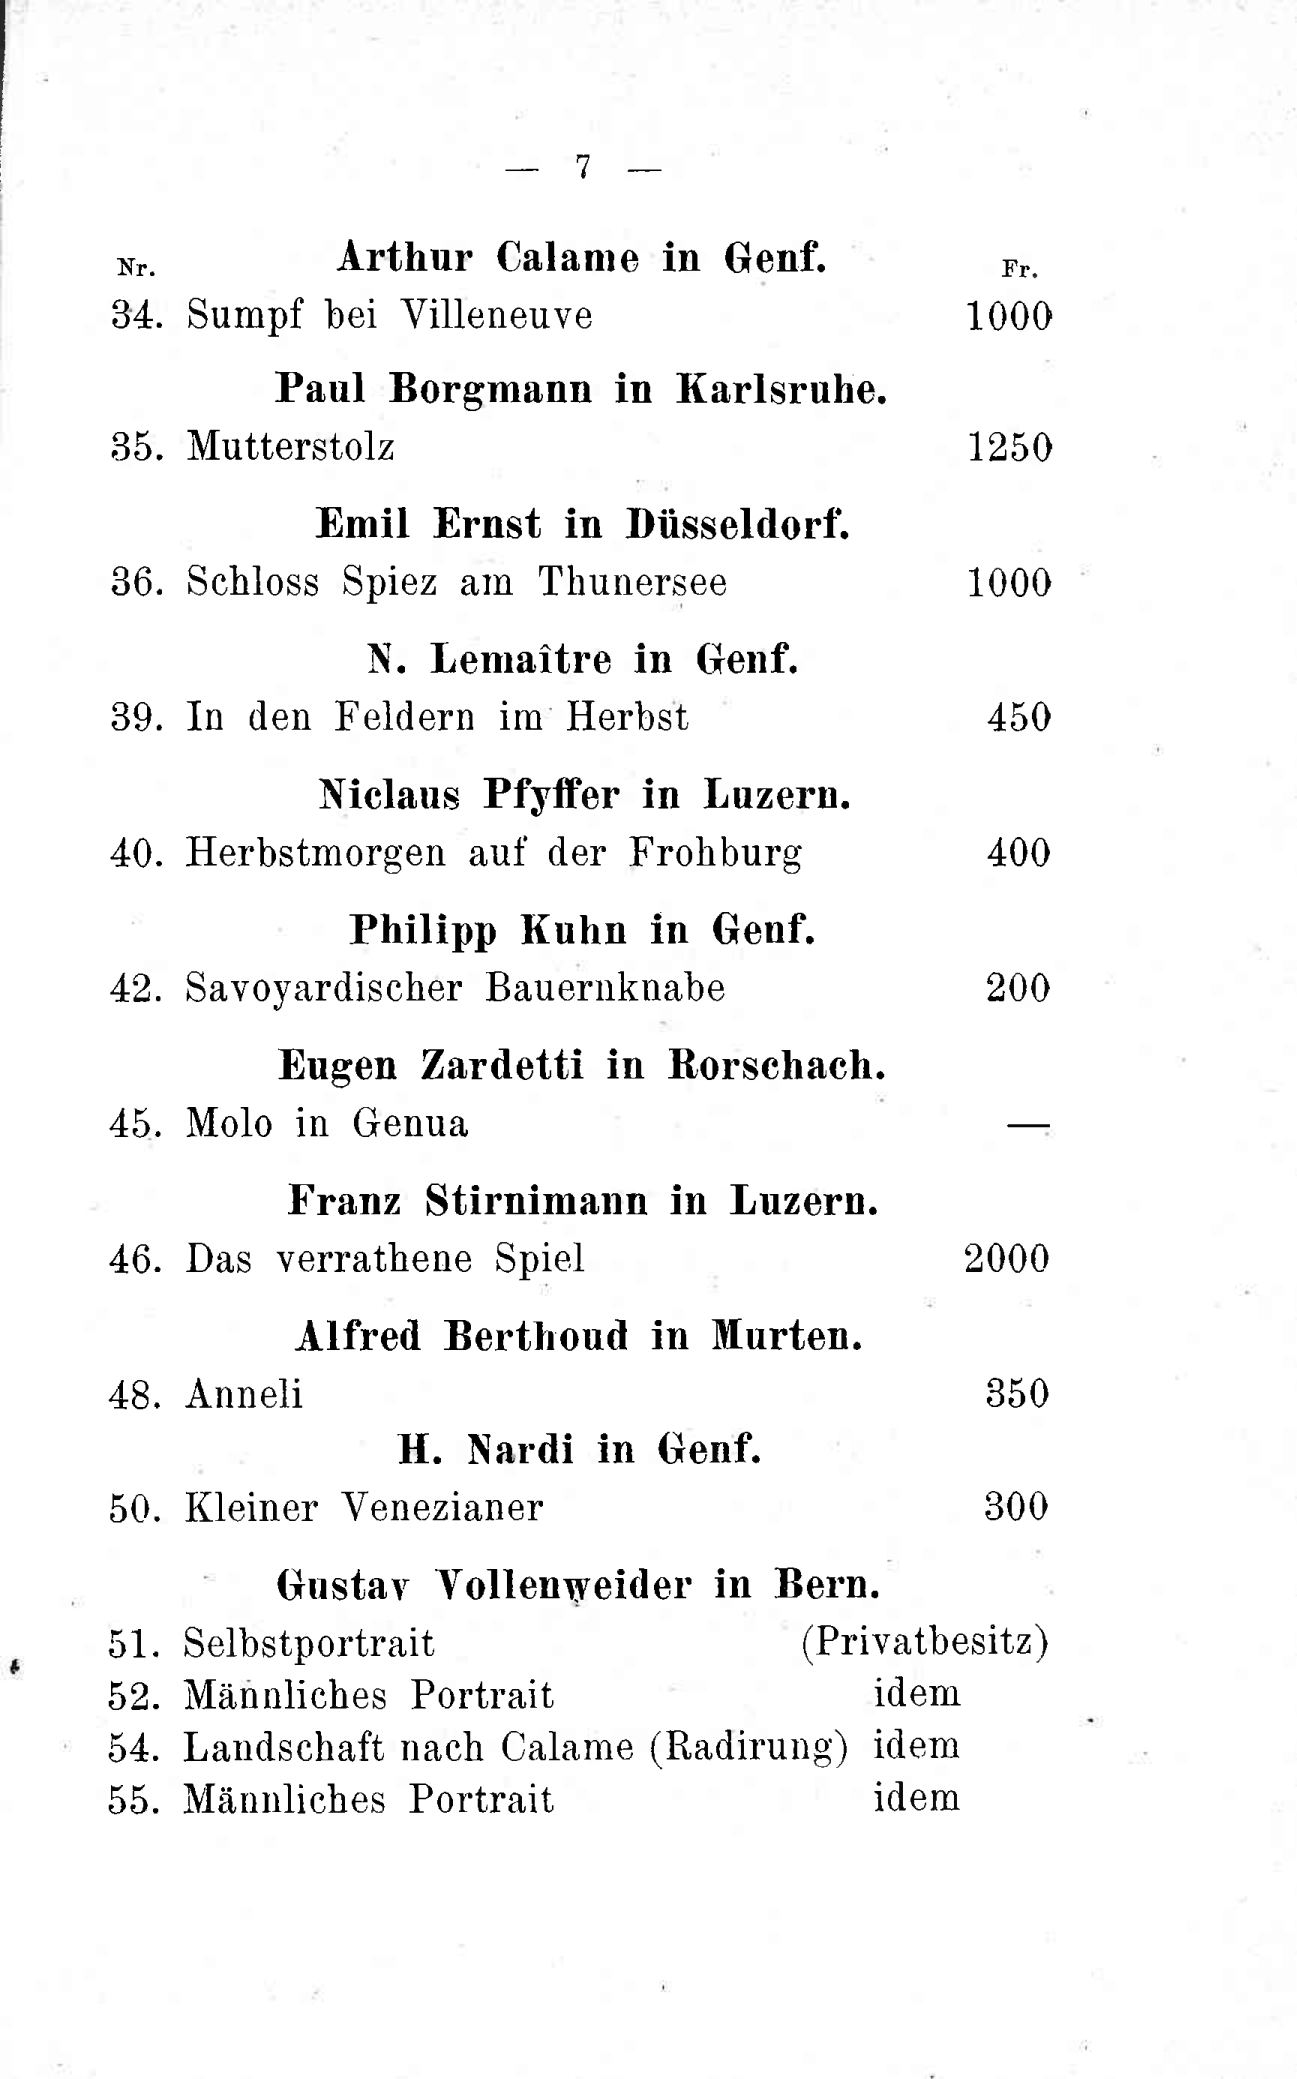 — 7 —
Nr. Arthur Calame in Genf. Fr.
34. Sumpf bei Villeneuve 1000
Paul Borgmann in Karlsruhe.
35. Mutterstolz 1250
Emil Ernst in Düsseldorf.
36. Schloss Spiez am Thunersee 1000
N. Lemaître in Genf.
39. In den Feldern im Herbst 450
Niclaus Pfyffer in Luzern.
40. Herbstmorgen auf der Frohburg 400
Philipp Kuhn in Genf.
42. Savoyardischer Bauernknabe 200
Eugen Zardetti in Rorschach.
45. Molo in Genua —
Franz Stirnimann in Luzern.
46. Das verrathene Spiel 2000
Alfred Berthoud in Murten.
48. Anneli 350
H. Nardi in Genf.
50. Kleiner Venezianer 300
Gustav Vollenweider in Bern.
51. Selbstportrait (Privatbesitz)
52. Männliches Portrait idem
54. Landschaft nach Calame (Radirung) idem
55. Männliches Portrait idem